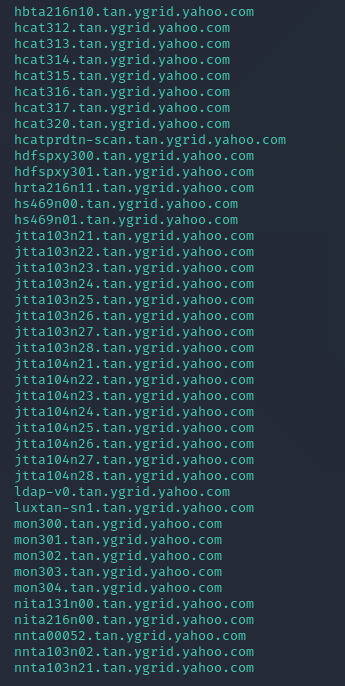 hbta216n10.tan.ygrid.yahoo.com
hcat312.tan.ygrid.yahoo.com
hcat313.tan.ygrid.yahoo.com
hcat314.tan.ygrid.yahoo.com
hcat315.tan.ygrid.yahoo.com
hcat316.tan.ygrid.yahoo.com
hcat317.tan.ygrid.yahoo.com
hcat320.tan.ygrid.yahoo.com
hcatprdtn-scan.tan.ygrid.yahoo.com
hdfspxy300.tan.ygrid.yahoo.com
hdfspxy301.tan.ygrid.yahoo.com
hrta216n11.tan.ygrid.yahoo.com
hs469n00.tan.ygrid.yahoo.com
hs469n01.tan.ygrid.yahoo.com
jtta103n21.tan.ygrid.yahoo.com
jtta103n22.tan.ygrid.yahoo.com
jtta103n23.tan.ygrid.yahoo.com
jtta103n24.tan.ygrid.yahoo.com
jtta103n25.tan.ygrid.yahoo.com
jtta103n26.tan.ygrid.yahoo.com
jtta103n27.tan.ygrid.yahoo.com
jtta103n28.tan.ygrid.yahoo.com
jtta104n21.tan.ygrid.yahoo.com
jtta104n22.tan.ygrid.yahoo.com
jtta104n23.tan.ygrid.yahoo.com
jtta104n24.tan.ygrid.yahoo.com
jtta104n25.tan.ygrid.yahoo.com
jtta104n26.tan.ygrid.yahoo.com
jtta104n27.tan.ygrid.yahoo.com
jtta104n28.tan.ygrid.yahoo.com
ldap-v0.tan.ygrid.yahoo.com
luxtan-sn1.tan.ygrid.yahoo.com
mon300.tan.ygrid.yahoo.com
mon301.tan.ygrid.yahoo.com
mon302.tan.ygrid.yahoo.com
mon303.tan.ygrid.yahoo.com
mon304.tan.ygrid.yahoo.com
nita131n00.tan.ygrid.yahoo.com
nita216n00.tan.ygrid.yahoo.com
nnta00052.tan.ygrid.yahoo.com
nnta103n02.tan.ygrid.yahoo.com
nnta103n21.tan.ygrid.yahoo.com